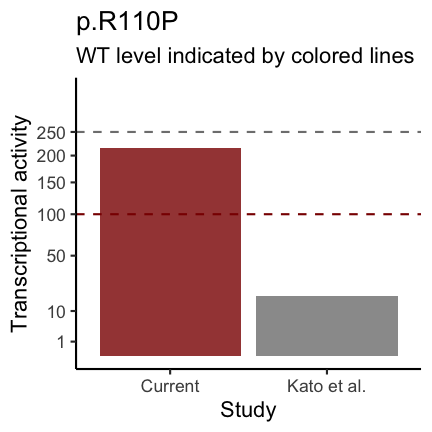 p.R110P
WT level indicated by colored lines
Transcriptional activity
250
200
150
100
50
10
1
Current
Kato et al.
Study